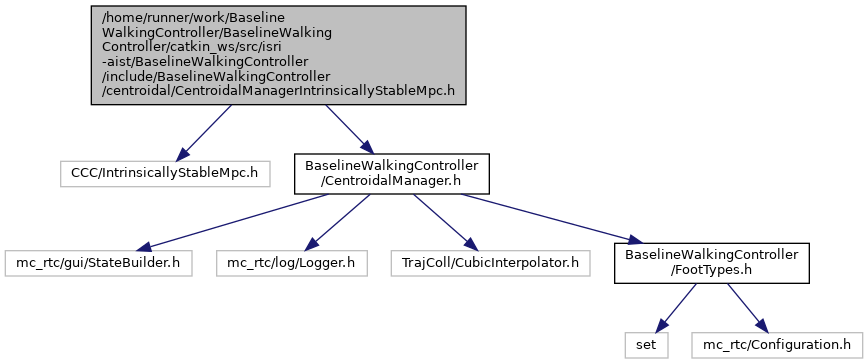 /home/runner/work/Baseline
WalkingController/BaselineWalking
Controller/catkin_ws/src/isri
-aist/BaselineWalkingController
/include/BaselineWalkingController
/centroidal/CentroidalManagerIntrinsicallyStableMpc.h
CCC/IntrinsicallyStableMpc.h
BaselineWalkingController
/CentroidalManager.h
mc_rtc/gui/StateBuilder.h
mc_rtc/log/Logger.h
TrajColl/CubicInterpolator.h
BaselineWalkingController
/FootTypes.h
set
mc_rtc/Configuration.h